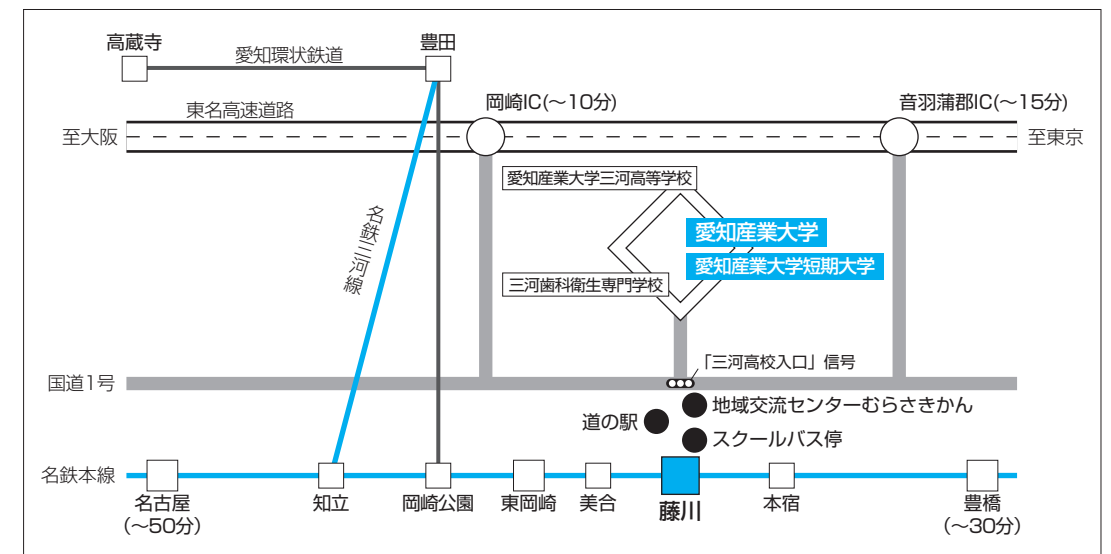 高蔵寺
愛知環状鉄道
豊田
東名高速道路
岡崎IC(〜10分)
音羽蒲郡IC(〜15分)
至大阪
至東京
愛知産業大学三河高等学校
名鉄三河線
愛知産業大学
愛知産業大学短期大学
三河歯科衛生専門学校
「三河高校入口」信号
国道1号
地域交流センターむらさきかん
道の駅
スクールバス停
名鉄本線
名古屋
(〜50分)
知立
岡崎公園
東岡崎
美合
藤川
本宿
豊橋
(〜30分)